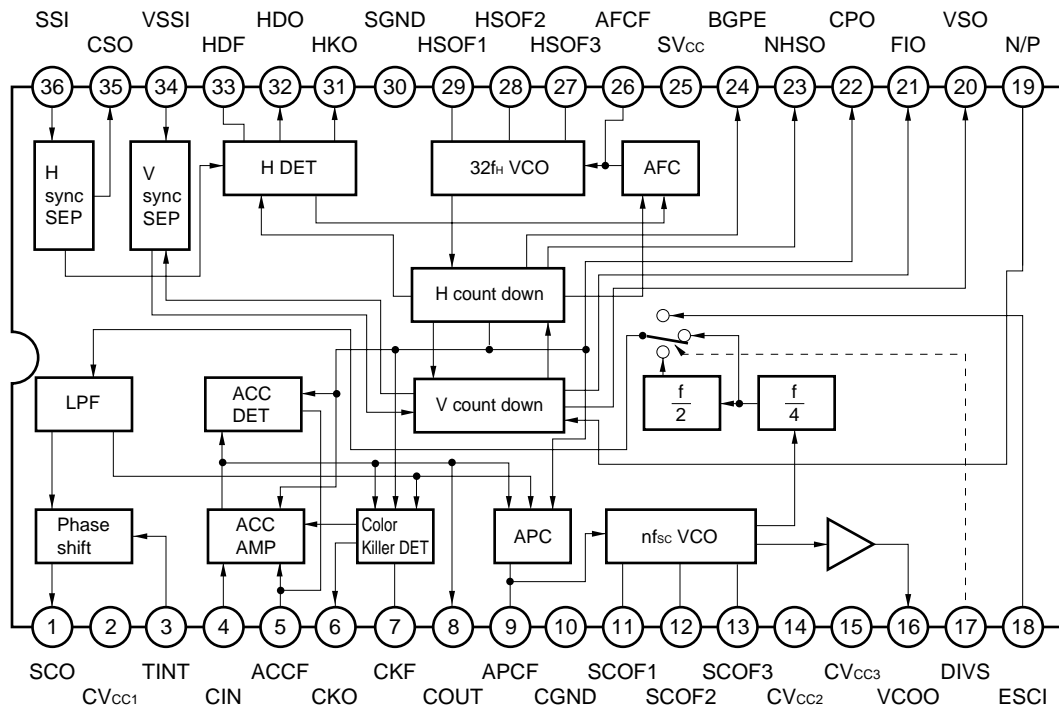 SSI VSSI HDO SGND HSOF2 AFCF BGPE CPO VSO
CSO HDF HKO HSOF1 HSOF3 SVCC NHSO FIO N/P
36 35 34 33 32 31 30 29 28 27 26 25 24 23 22 21 20 19
H
sync
SEP
V
sync
SEP
H DET
32fH VCO
AFC
H count down
LPF
ACC
DET
V count down
f
2
f
4
Phase
shift
ACC
AMP
Color
Killer DET
APC
nfSC VCO
1 2 3 4 5 6 7 8 9 10 11 12 13 14 15 16 17 18
SCO TINT ACCF CKF APCF SCOF1 SCOF3 CVCC3 DIVS
CVCC1 CIN CKO COUT CGND SCOF2 CVCC2 VCOO ESCI